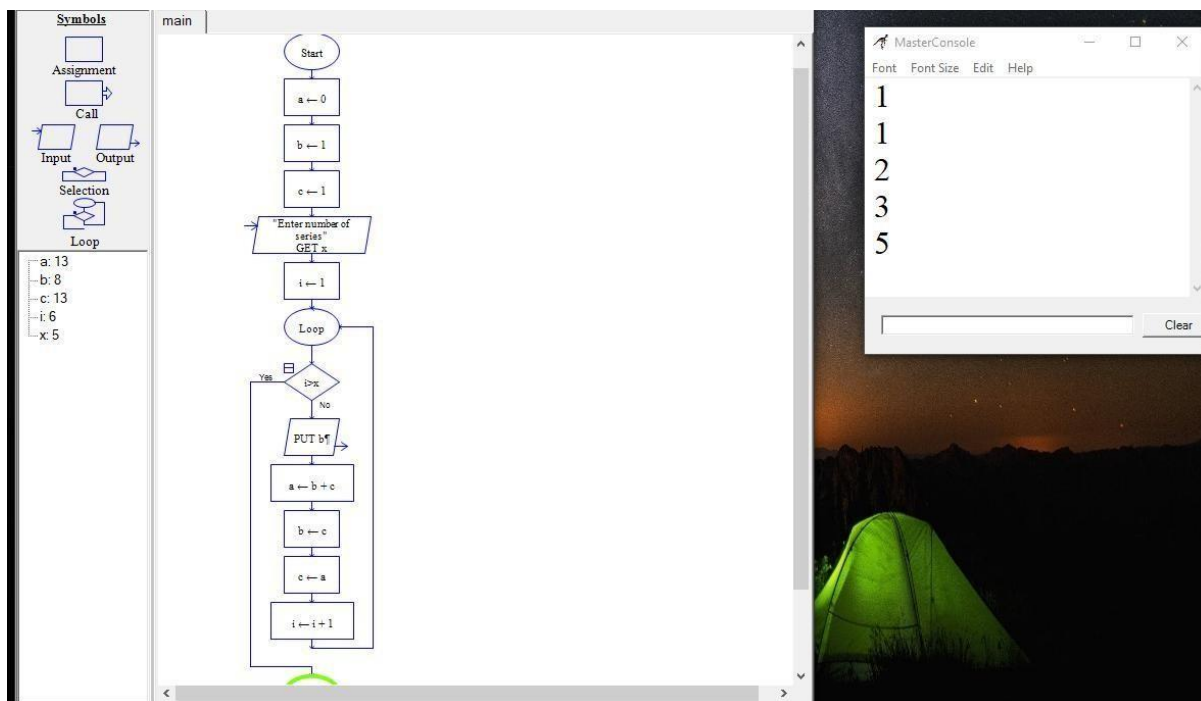 Symbols
Assignment
Call
Input Output
Selection
Loop
a: 13
b: 8
c: 13
i: 6
x: 5
main
Start
a ← 0
b ← 1
c ← 1
"Enter number of
series"
GET x
i ← 1
Loop
Yes
i>x
No
PUT b¶
a ← b + c
b ← c
c ← a
i ← i + 1
MasterConsole
Font Font Size Edit Help
1
1
2
3
5
Clear